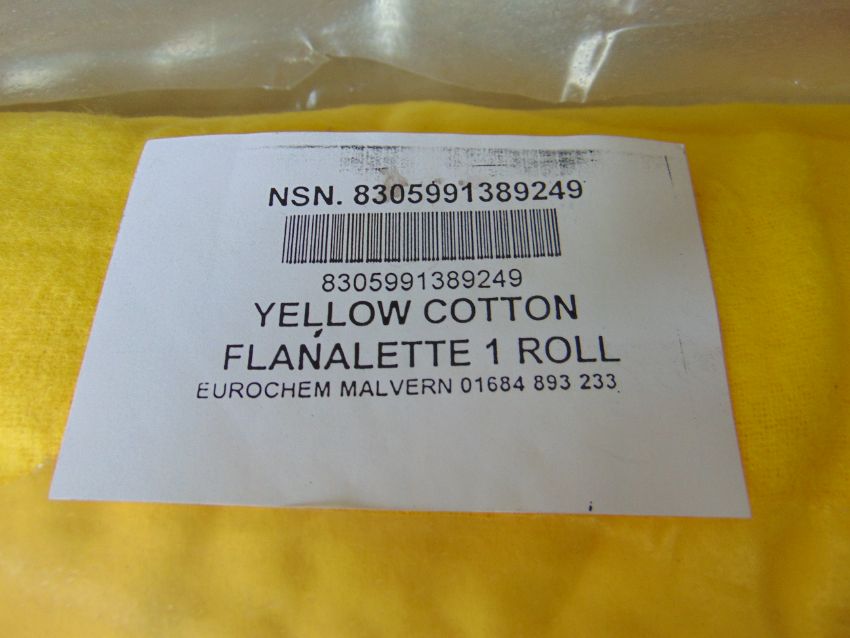 NSN. 8305991389249
8305991389249
YELLOW COTTON
FLANALETTE 1 ROLL
EUROCHEM MALVERN 01684 893 233